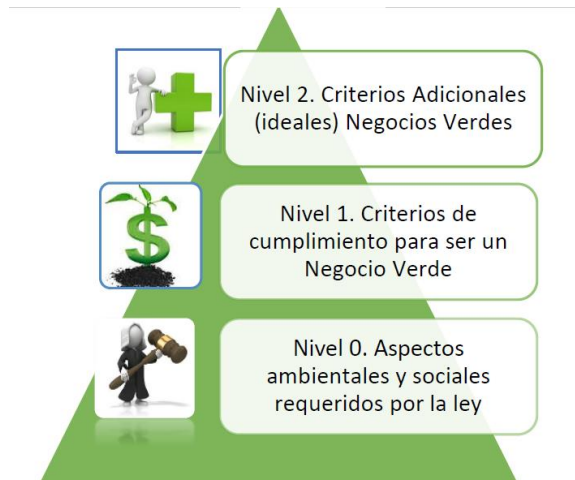 Nivel 2. Criterios Adicionales
(ideales) Negocios Verdes
Nivel 1. Criterios de
cumplimiento para ser un
Negocio Verde
Nivel 0. Aspectos
ambientales y sociales
requeridos por la ley